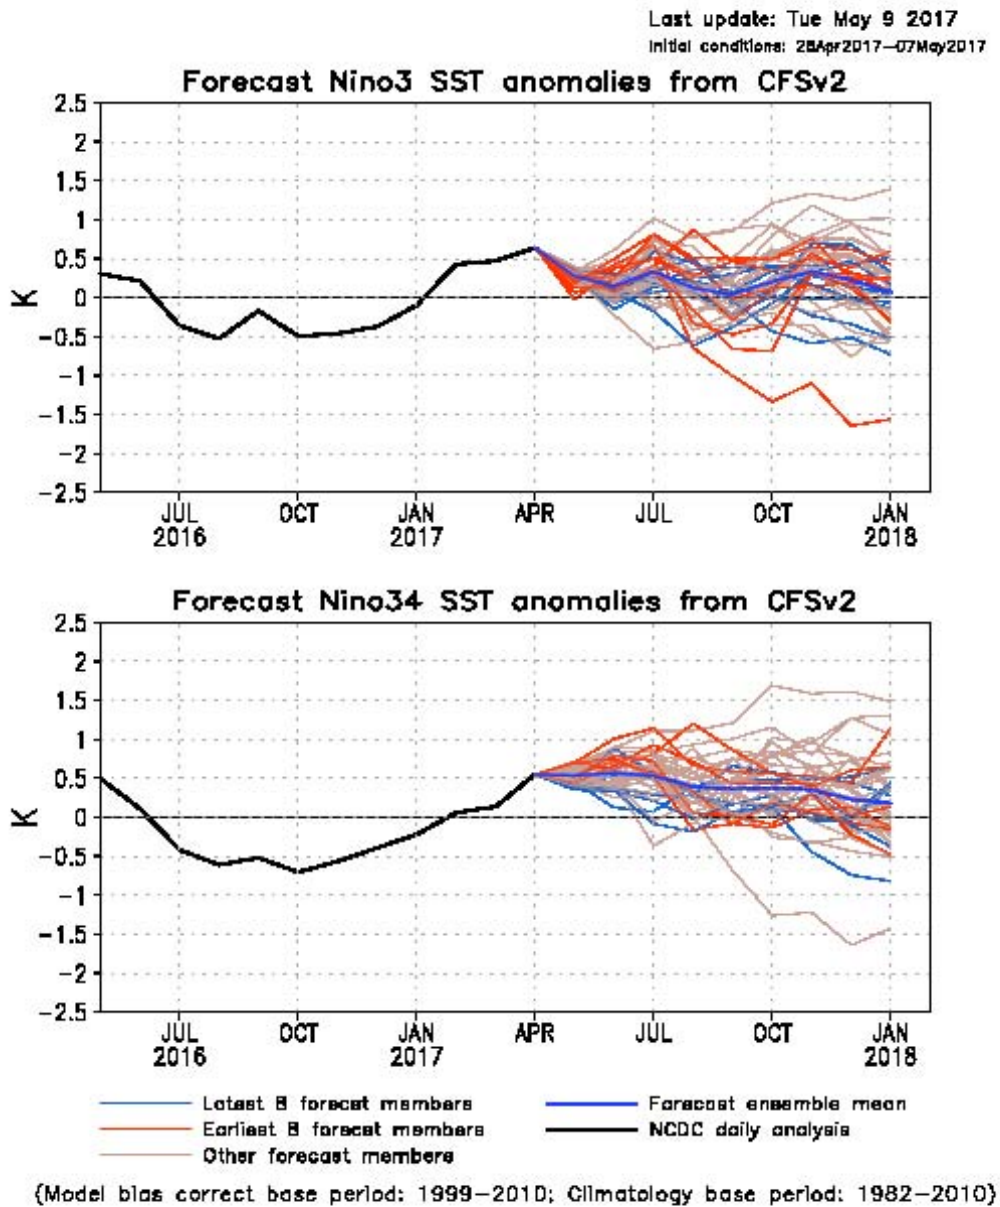 Last update: Tue May 9 2017
Initial conditions: 28Apr2017-07May2017
Forecast Nino3 SST anomalies from CFSv2
2.5
2
1.5
1
0.5
0
-0.5
-1
-1.5
-2
-2.5
K
JUL OCT JAN APR JUL OCT JAN
2016 2017 2018
Forecast Nino34 SST anomalies from CFSv2
2.5
2
1.5
1
0.5
0
-0.5
-1
-1.5
-2
-2.5
K
JUL OCT JAN APR JUL OCT JAN
2016 2017 2018
Latest 8 forecast members
Forecast ensemble mean
Earliest 8 forecast members
NCDC daily analysis
Other forecast members
(Model bias correct base period: 1999-2010; Climatology base period: 1982-2010)